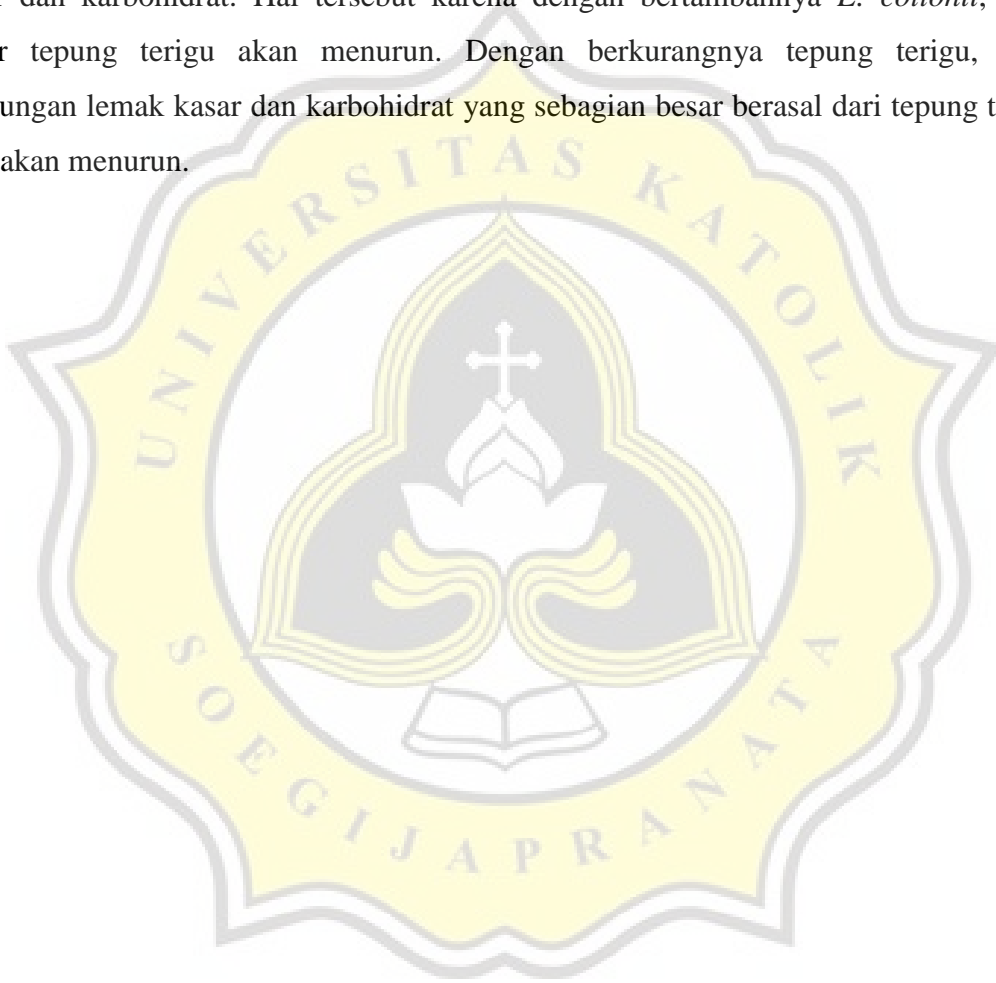 dan karbohidrat. Hal tersebut karena dengan bertambahnya E. cottonii,
r tepung terigu akan menurun. Dengan berkurangnya tepung terigu,
ungan lemak kasar dan karbohidrat yang sebagian besar berasal dari tepung t
akan menurun.
UNIVERSITAS KATOLIK
SOEGIJAPRANATA